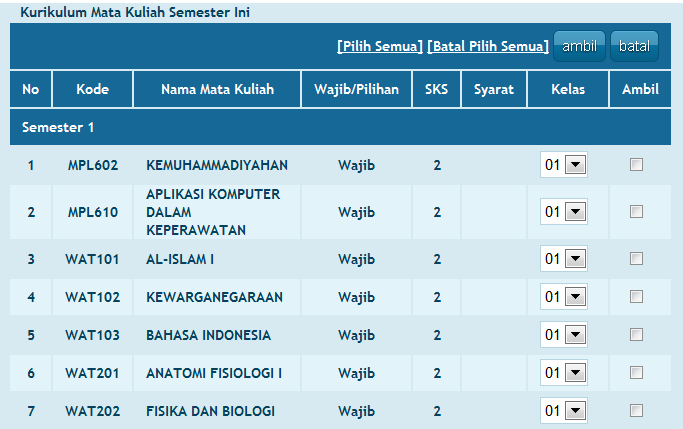 Kurikulum Mata Kuliah Semester Ini
[Pilih Semua] [Batal Pilih Semua] ambil batal
No Kode Nama Mata Kuliah Wajib/Pilihan SKS Syarat Kelas Ambil
Semester 1
1 MPL602 KEMUHAMMADIYAHAN Wajib 2 01
2 MPL610 APLIKASI KOMPUTER
DALAM
KEPERAWATAN Wajib 2 01
3 WAT101 AL-ISLAM I Wajib 2 01
4 WAT102 KEWARGANEGARAAN Wajib 2 01
5 WAT103 BAHASA INDONESIA Wajib 2 01
6 WAT201 ANATOMI FISIOLOGI I Wajib 2 01
7 WAT202 FISIKA DAN BIOLOGI Wajib 2 01